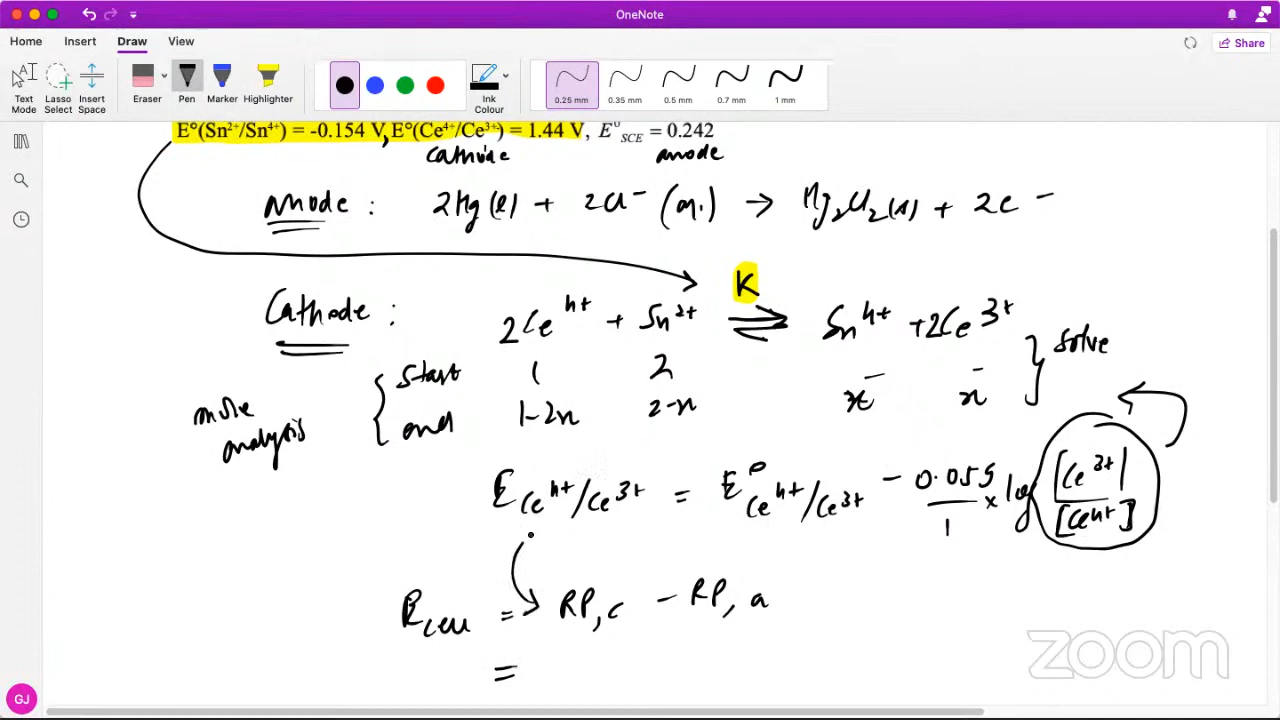 OneNote
Home Insert Draw View
Share
Text Mode
Lasso Select
Insert Space
Eraser
Pen
Marker
Highlighter
0.25 mm
0.35 mm
0.5 mm
0.7 mm
1 mm
Ink Colour
E°(Sn²⁺/Sn⁴⁺) = -0.154 V, E°(Ce⁴⁺/Ce³⁺) = 1.44 V, E⁰SCE = 0.242
cathode anode
anode : 2Hg(l) + 2Cl⁻ (aq.) → Hg₂Cl₂(s) + 2e⁻
K
Cathode : 2Ce⁴⁺ + Sn²⁺ ⇌ Sn⁴⁺ + 2Ce³⁺
solve
start 1 2 - -
mole analysis
end 1-2x 2-x x x
E Ce⁴⁺/Ce³⁺ = E° Ce⁴⁺/Ce³⁺ - 0.059/1 × log [Ce³⁺]/[Ce⁴⁺]
Ecell = RP,c - RP,a
=
zoom
GJ